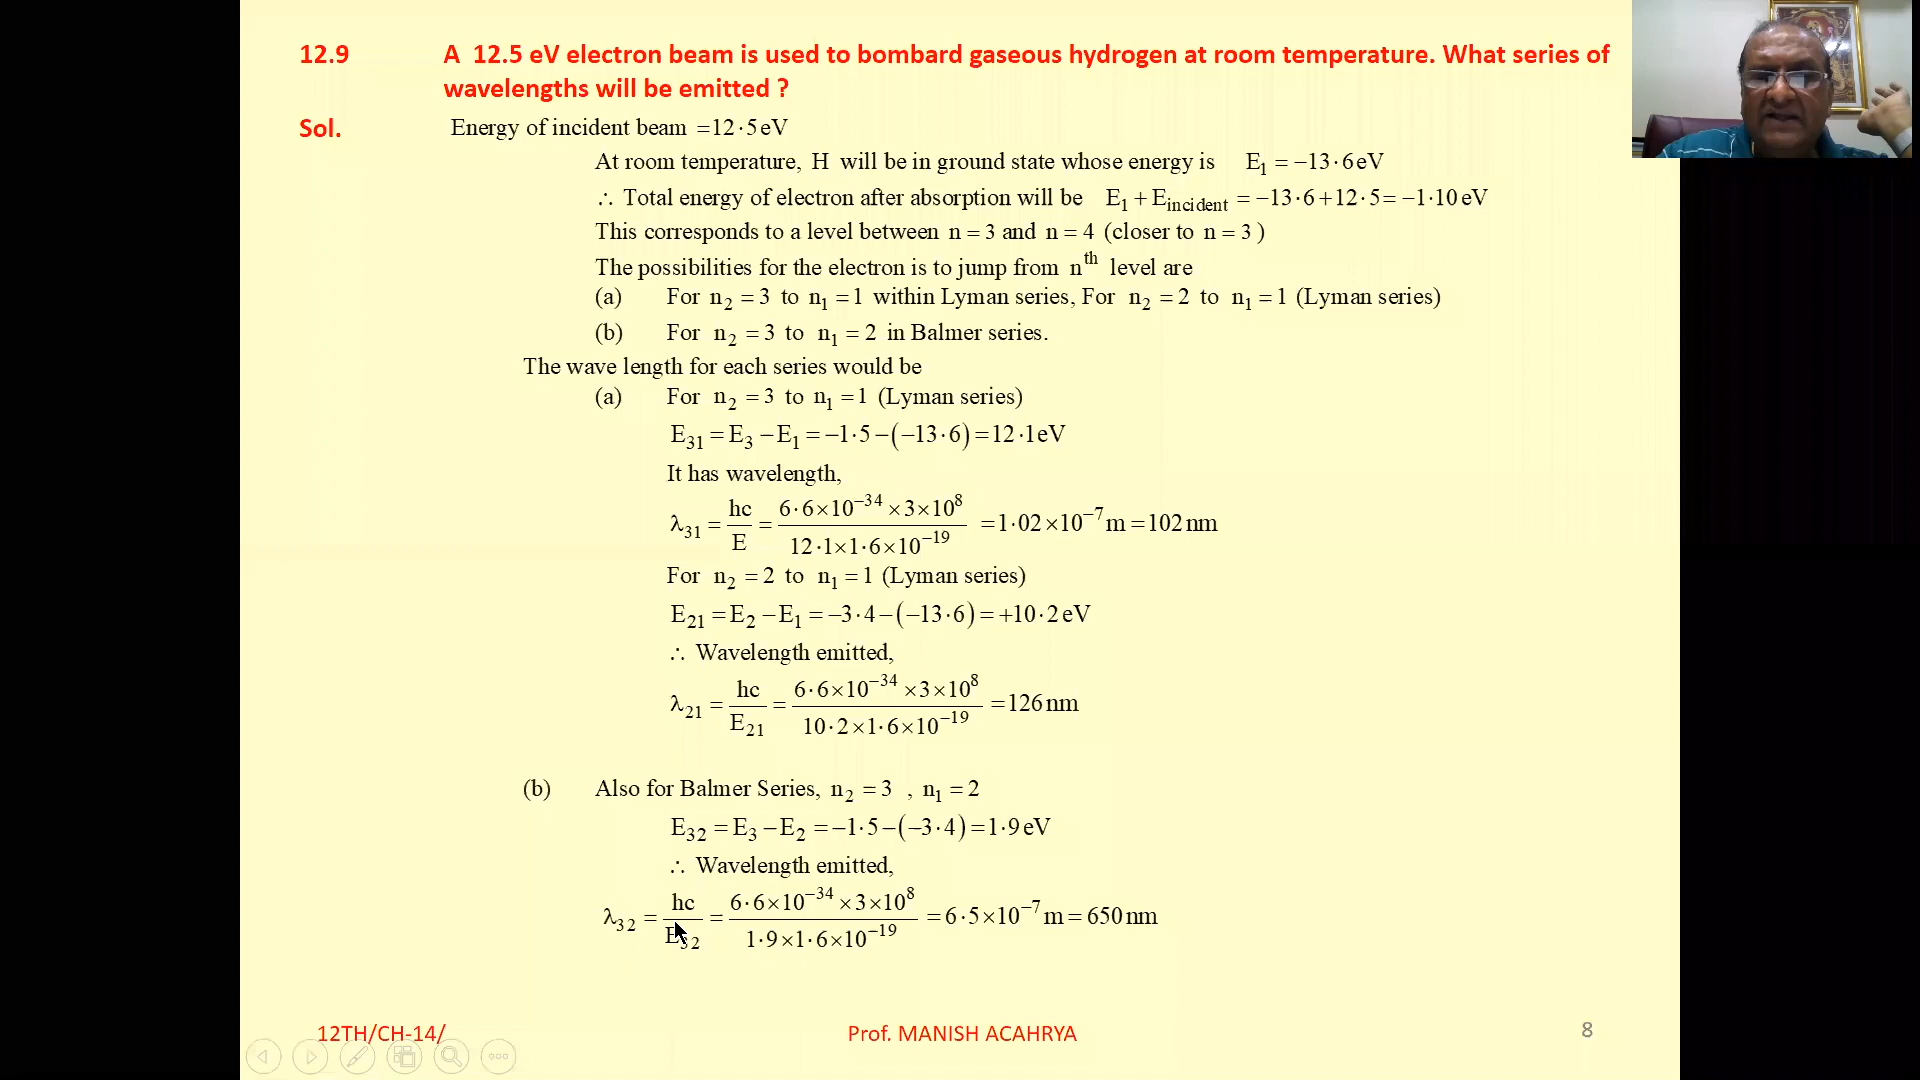 12.9 A 12.5 eV electron beam is used to bombard gaseous hydrogen at room temperature. What series of
wavelengths will be emitted ?
Sol. Energy of incident beam =12·5eV
At room temperature, H will be in ground state whose energy is E₁ = −13·6eV
∴ Total energy of electron after absorption will be E₁ + E_incident = −13·6+12·5= −1·10eV
This corresponds to a level between n = 3 and n = 4 (closer to n = 3 )
The possibilities for the electron is to jump from nᵗʰ level are
(a) For n₂ = 3 to n₁ = 1 within Lyman series, For n₂ = 2 to n₁ = 1 (Lyman series)
(b) For n₂ = 3 to n₁ = 2 in Balmer series.
The wave length for each series would be
(a) For n₂ = 3 to n₁ = 1 (Lyman series)
E₃₁ = E₃ − E₁ = −1·5 −(−13·6) = 12·1eV
It has wavelength,
λ₃₁ = hc/E = 6·6×10⁻³⁴ ×3×10⁸ / 12·1×1·6×10⁻¹⁹ = 1·02×10⁻⁷ m = 102 nm
For n₂ = 2 to n₁ = 1 (Lyman series)
E₂₁ = E₂ − E₁ = −3·4 −(−13·6) = +10·2 eV
∴ Wavelength emitted,
λ₂₁ = hc/E₂₁ = 6·6×10⁻³⁴ ×3×10⁸ / 10·2×1·6×10⁻¹⁹ = 126 nm
(b) Also for Balmer Series, n₂ = 3 , n₁ = 2
E₃₂ = E₃ − E₂ = −1·5 −(−3·4) = 1·9 eV
∴ Wavelength emitted,
λ₃₂ = hc/E₃₂ = 6·6×10⁻³⁴ ×3×10⁸ / 1·9×1·6×10⁻¹⁹ = 6·5×10⁻⁷ m = 650 nm
12TH/CH-14/ Prof. MANISH ACAHRYA 8